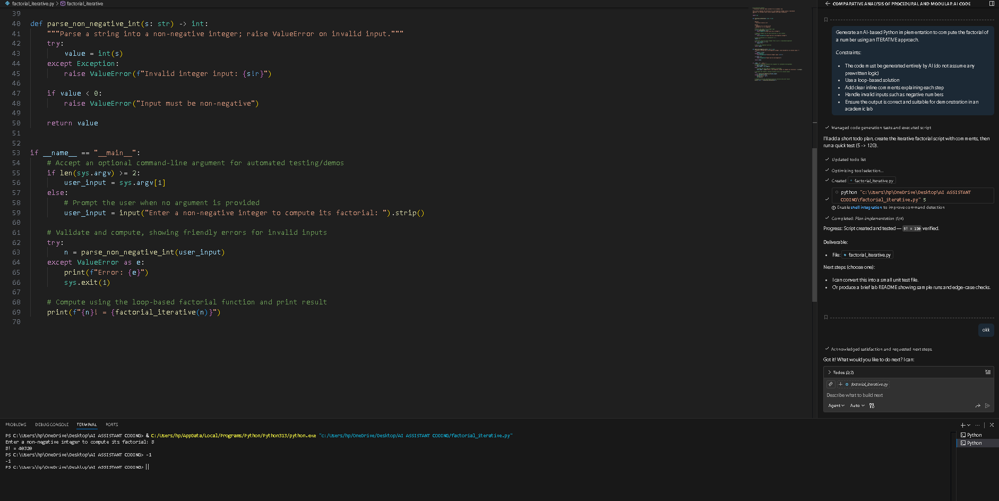 factorial_iterative.py > factorial_iterative
39
40 def parse_non_negative_int(s: str) -> int:
41 """Parse a string into a non-negative integer; raise ValueError on invalid input."""
42 try:
43 value = int(s)
44 except Exception:
45 raise ValueError(f"Invalid integer input: {s!r}")
46
47 if value < 0:
48 raise ValueError("Input must be non-negative")
49
50 return value
51
52
53 if __name__ == "__main__":
54 # Accept an optional command-line argument for automated testing/demos
55 if len(sys.argv) >= 2:
56 user_input = sys.argv[1]
57 else:
58 # Prompt the user when no argument is provided
59 user_input = input("Enter a non-negative integer to compute its factorial: ").strip()
60
61 # Validate and compute, showing friendly errors for invalid inputs
62 try:
63 n = parse_non_negative_int(user_input)
64 except ValueError as e:
65 print(f"Error: {e}")
66 sys.exit(1)
67
68 # Compute using the loop-based factorial function and print result
69 print(f"{n}! = {factorial_iterative(n)}")
70
COMPARATIVE ANALYSIS OF PROCEDURAL AND MODULAR AI CODE
Generate an AI-based Python implementation to compute the factorial of
a number using an ITERATIVE approach.
Constraints:
• The code must be generated entirely by AI (do not assume any
prewritten logic)
• Use a loop-based solution
• Add clear inline comments explaining each step
• Handle invalid inputs such as negative numbers
• Ensure the output is correct and suitable for demonstration in an
academic lab
Managed code generation tasks and executed script
I'll add a short todo plan, create the iterative factorial script with comments, then
run a quick test (5 -> 120).
Updated todo list
Optimizing tool selection...
Created factorial_iterative.py
python "c:\Users\hp\OneDrive\Desktop\AI ASSISTANT
CODING\factorial_iterative.py" 5
Enable shell integration to improve command detection
Completed: Plan implementation (1/4)
Progress: Script created and tested — 5! = 120 verified.
Deliverable:
• File: factorial_iterative.py
Next steps (choose one):
• I can convert this into a small unit test file.
• Or produce a brief lab README showing sample runs and edge-case checks.
okk
Acknowledged satisfaction and requested next steps.
Got it! What would you like to do next? I can:
Todos (3/3)
factorial_iterative.py
Describe what to build next
Agent Auto
PROBLEMS DEBUG CONSOLE TERMINAL PORTS
PS C:\Users\hp\OneDrive\Desktop\AI ASSISTANT CODING> & C:/Users/hp/AppData/Local/Programs/Python/Python313/python.exe "c:/Users/hp/OneDrive/Desktop/AI ASSISTANT CODING/factorial_iterative.py"
Enter a non-negative integer to compute its factorial: 8
8! = 40320
PS C:\Users\hp\OneDrive\Desktop\AI ASSISTANT CODING> -1
-1
PS C:\Users\hp\OneDrive\Desktop\AI ASSISTANT CODING>
Python
Python